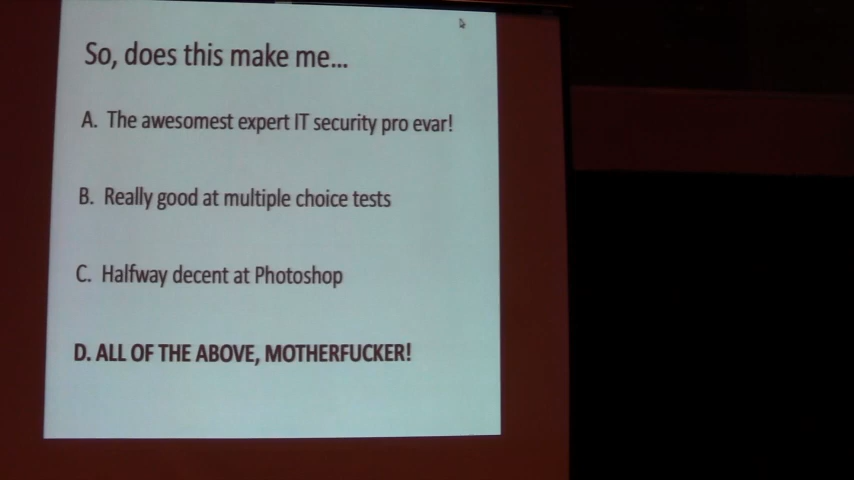 So, does this make me...
A. The awesomest expert IT security pro evar!
B. Really good at multiple choice tests
C. Halfway decent at Photoshop
D. ALL OF THE ABOVE, MOTHERFUCKER!